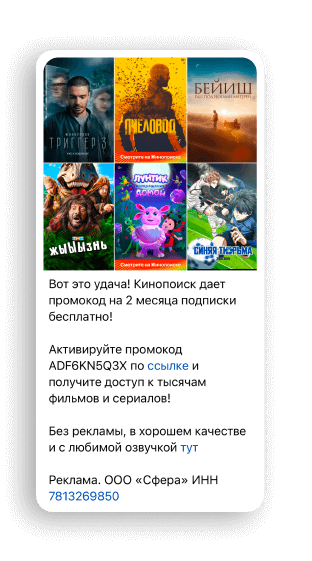 ТРИГГЕР 3
ПЧЕЛОВОД
Смотрите на Кинопоиске
БЕЙИШ
ЖЫЫЫЗНЬ
ЛУНТИК
ДОМОЙ
Смотрите на Кинопоиске
СИНЯЯ ТЮРЬМА
Вот это удача! Кинопоиск дает
промокод на 2 месяца подписки
бесплатно!
Активируйте промокод
ADF6KN5Q3X по ссылке и
получите доступ к тысячам
фильмов и сериалов!
Без рекламы, в хорошем качестве
и с любимой озвучкой тут
Реклама. ООО «Сфера» ИНН
7813269850